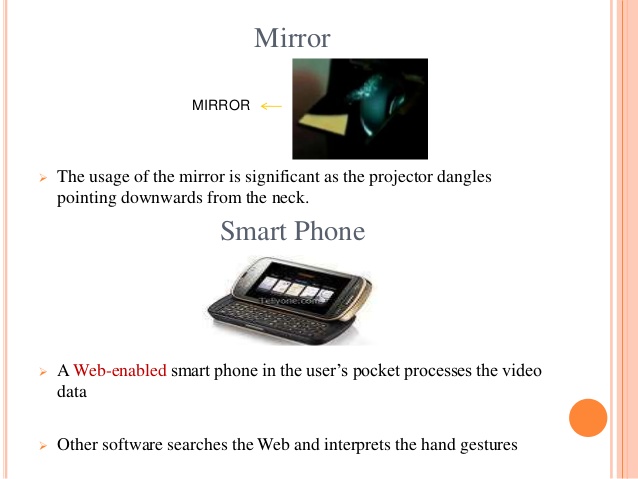 Mirror
MIRROR
The usage of the mirror is significant as the projector dangles
pointing downwards from the neck.
Smart Phone
Tellyone.com
A Web-enabled smart phone in the user’s pocket processes the video
data
Other software searches the Web and interprets the hand gestures